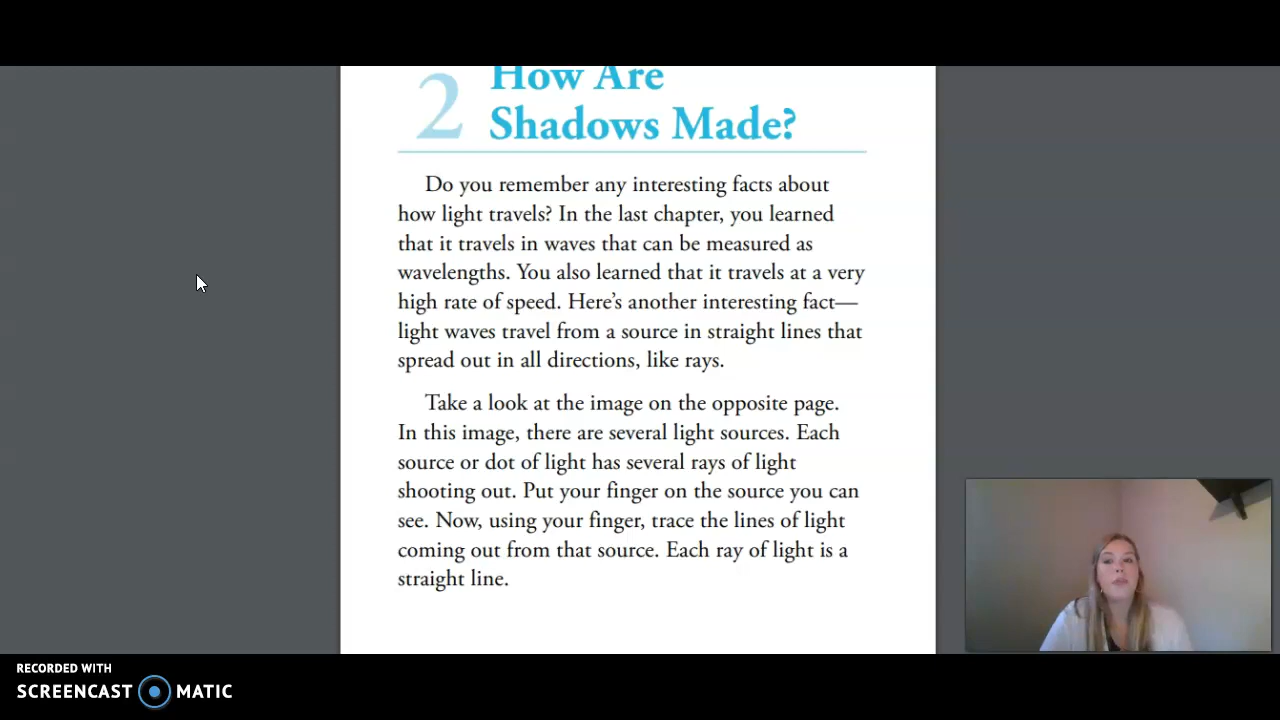 2
How Are
Shadows Made?
Do you remember any interesting facts about
how light travels? In the last chapter, you learned
that it travels in waves that can be measured as
wavelengths. You also learned that it travels at a very
high rate of speed. Here’s another interesting fact—
light waves travel from a source in straight lines that
spread out in all directions, like rays.
Take a look at the image on the opposite page.
In this image, there are several light sources. Each
source or dot of light has several rays of light
shooting out. Put your finger on the source you can
see. Now, using your finger, trace the lines of light
coming out from that source. Each ray of light is a
straight line.
RECORDED WITH
SCREENCAST MATIC